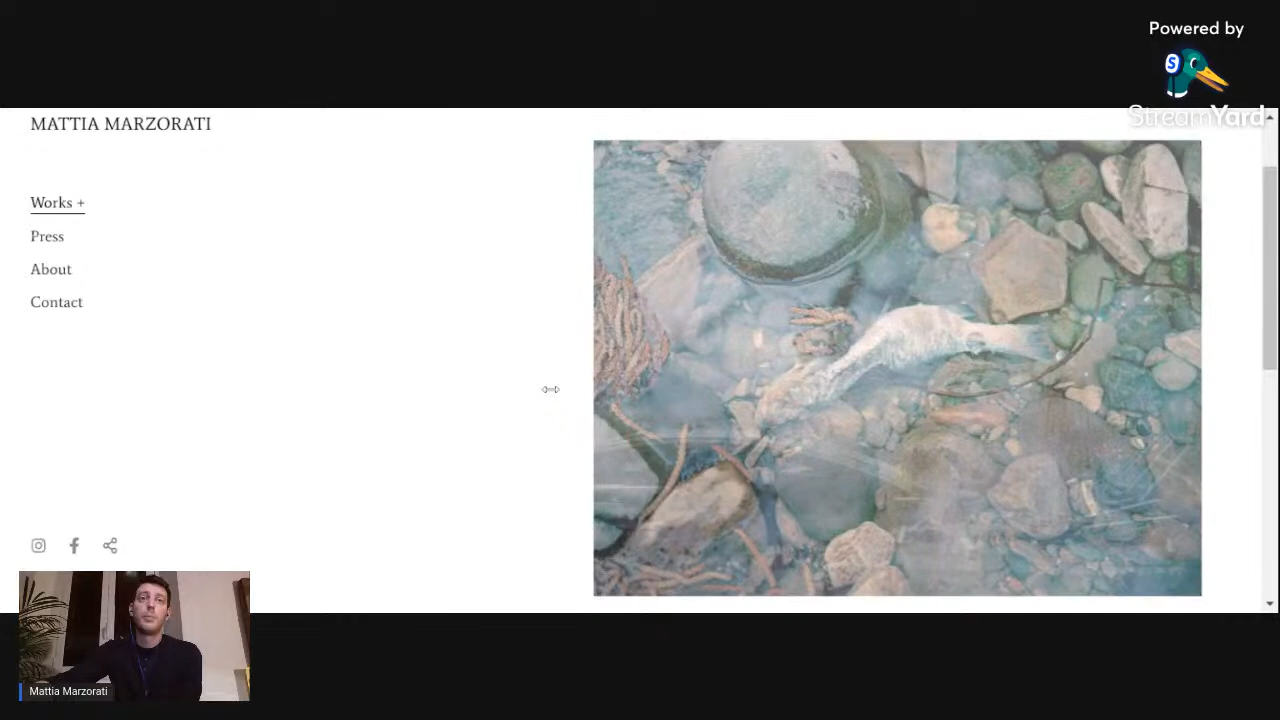 Powered by
S
StreamYard
MATTIA MARZORATI
Works +
Press
About
Contact
Mattia Marzorati